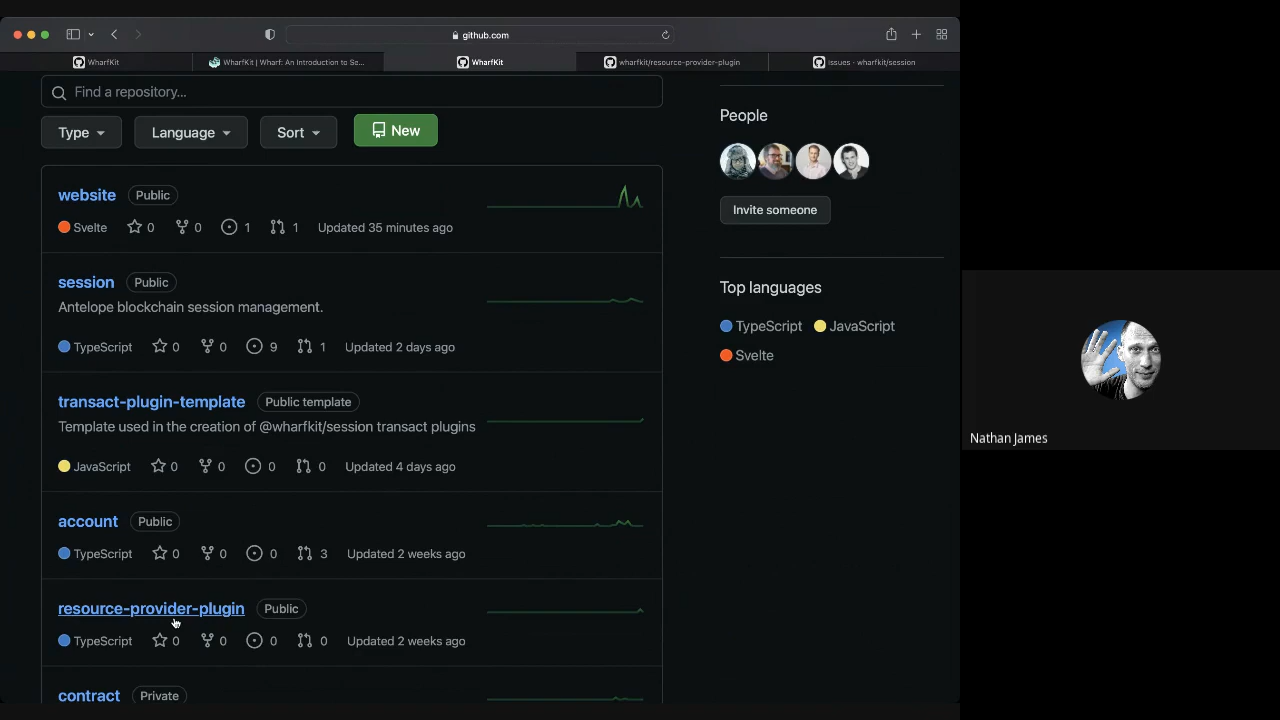 github.com
WharfKit
WharfKit | Wharf: An Introduction to Se...
WharfKit
wharfkit/resource-provider-plugin
Issues · wharfkit/session
Find a repository...
Type
Language
Sort
New
website
Public
Svelte 0 0 1 1 Updated 35 minutes ago
session
Public
Antelope blockchain session management.
TypeScript 0 0 9 1 Updated 2 days ago
transact-plugin-template
Public template
Template used in the creation of @wharfkit/session transact plugins
JavaScript 0 0 0 0 Updated 4 days ago
account
Public
TypeScript 0 0 0 3 Updated 2 weeks ago
resource-provider-plugin
Public
TypeScript 0 0 0 0 Updated 2 weeks ago
contract
Private
People
Invite someone
Top languages
TypeScript JavaScript
Svelte
Nathan James